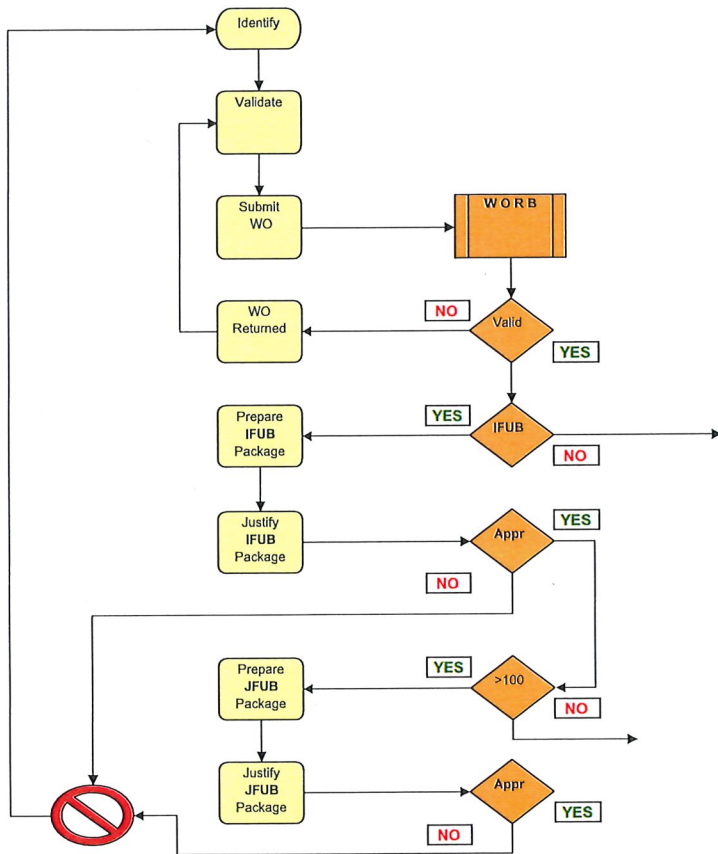 Identify
Validate
Submit
WO
W O R B
WO
Returned
NO
Valid
YES
Prepare
IFUB
Package
YES
IFUB
NO
Justify
IFUB
Package
Appr
YES
NO
Prepare
JFUB
Package
YES
>100
NO
Justify
JFUB
Package
Appr
YES
NO